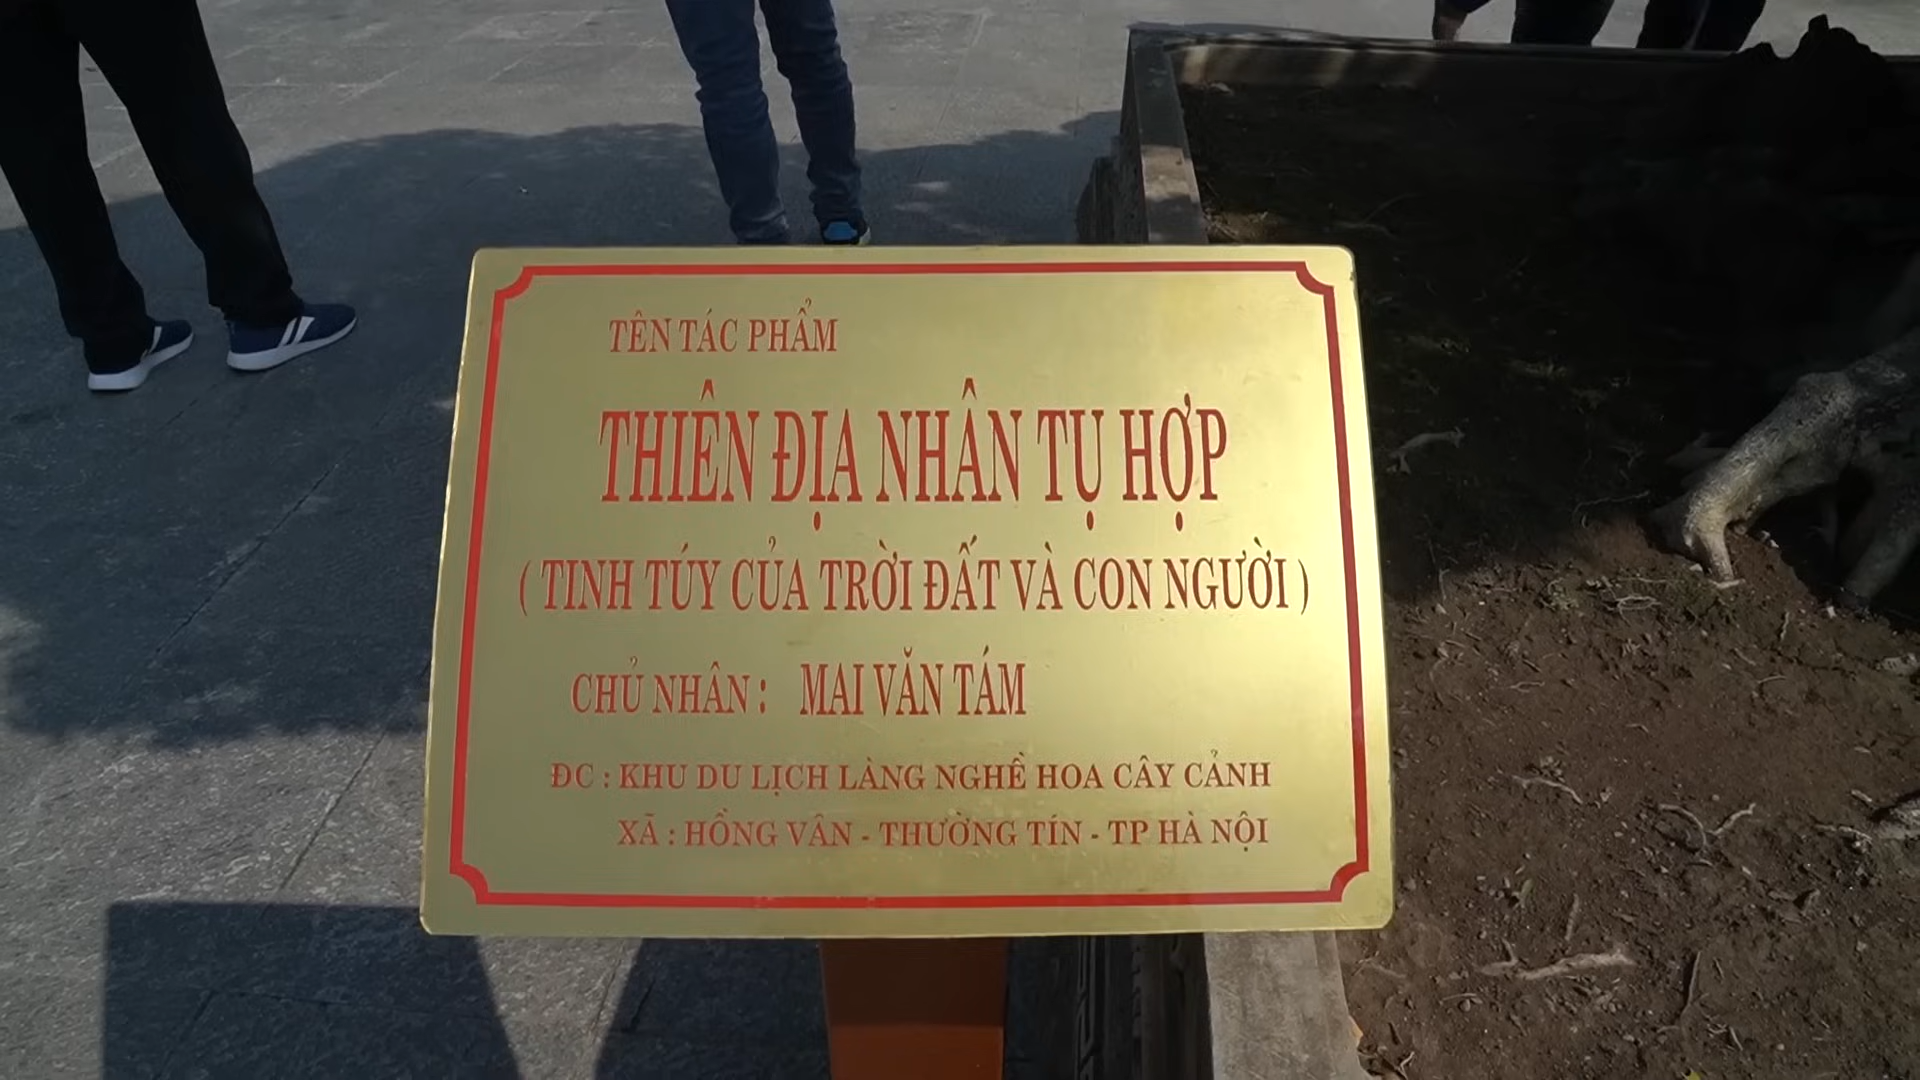 TÊN TÁC PHẨM
THIÊN ĐỊA NHÂN TỤ HỢP
( TINH TÚY CỦA TRỜI ĐẤT VÀ CON NGƯỜI )
CHỦ NHÂN : MAI VĂN TÁM
ĐC : KHU DU LỊCH LÀNG NGHỀ HOA CÂY CẢNH
XÃ : HỒNG VÂN - THƯỜNG TÍN - TP HÀ NỘI